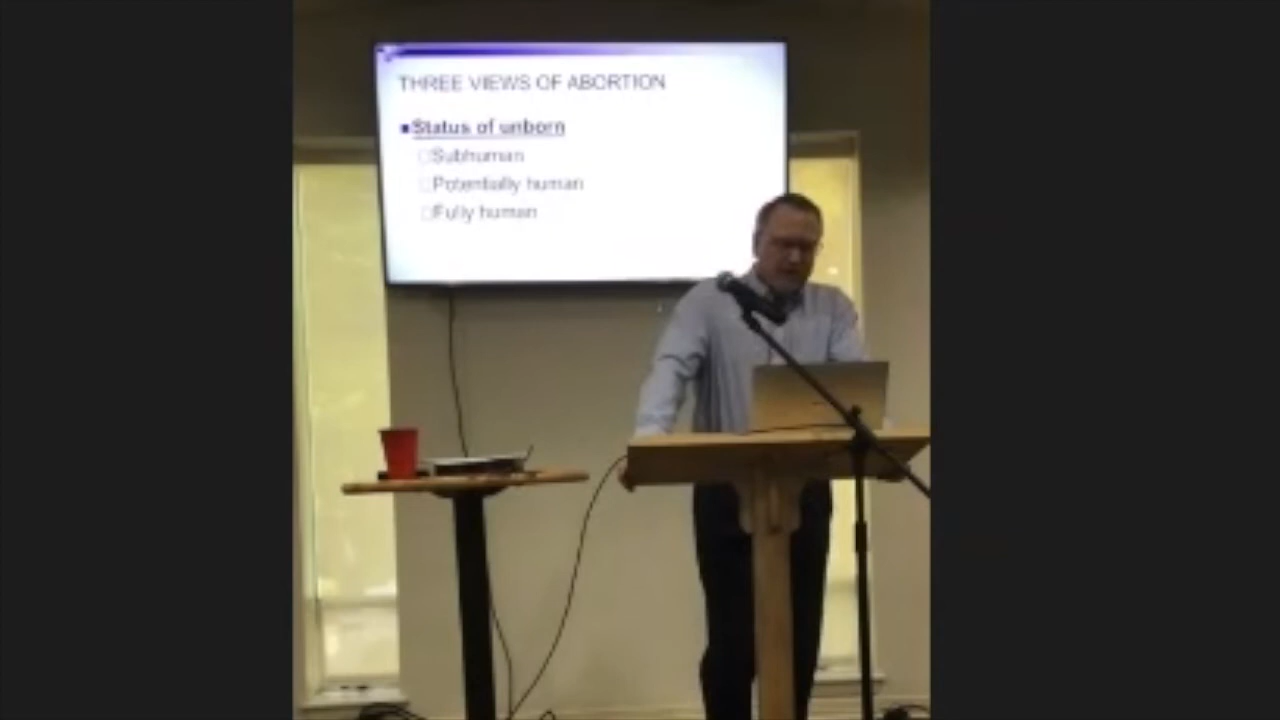 THREE VIEWS OF ABORTION
Status of unborn
Subhuman
Potentially human
Fully human